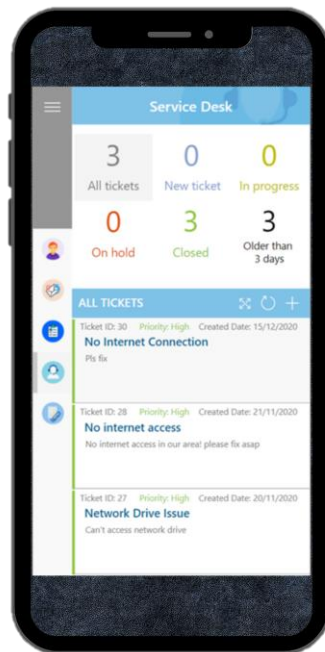 Service Desk
3 0 0
All tickets New ticket In progress
0 3 3
On hold Closed Older than
3 days
ALL TICKETS
Ticket ID: 30 Priority: High Created Date: 15/12/2020
No Internet Connection
Pls fix
Ticket ID: 28 Priority: High Created Date: 21/11/2020
No internet access
No internet access in our area! please fix asap
Ticket ID: 27 Priority: High Created Date: 20/11/2020
Network Drive Issue
Can't access network drive